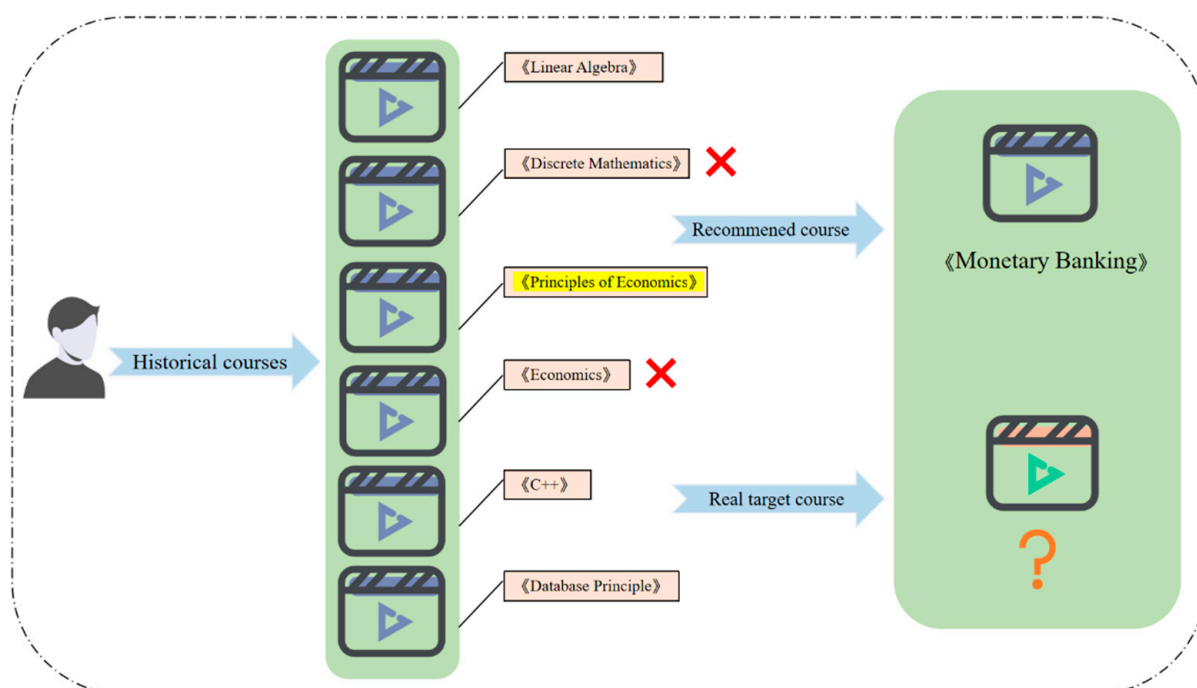 《Linear Algebra》
《Discrete Mathematics》
Recommened course
《Monetary Banking》
《Principles of Economics》
Historical courses
《Economics》
《C++》
Real target course
?
《Database Principle》